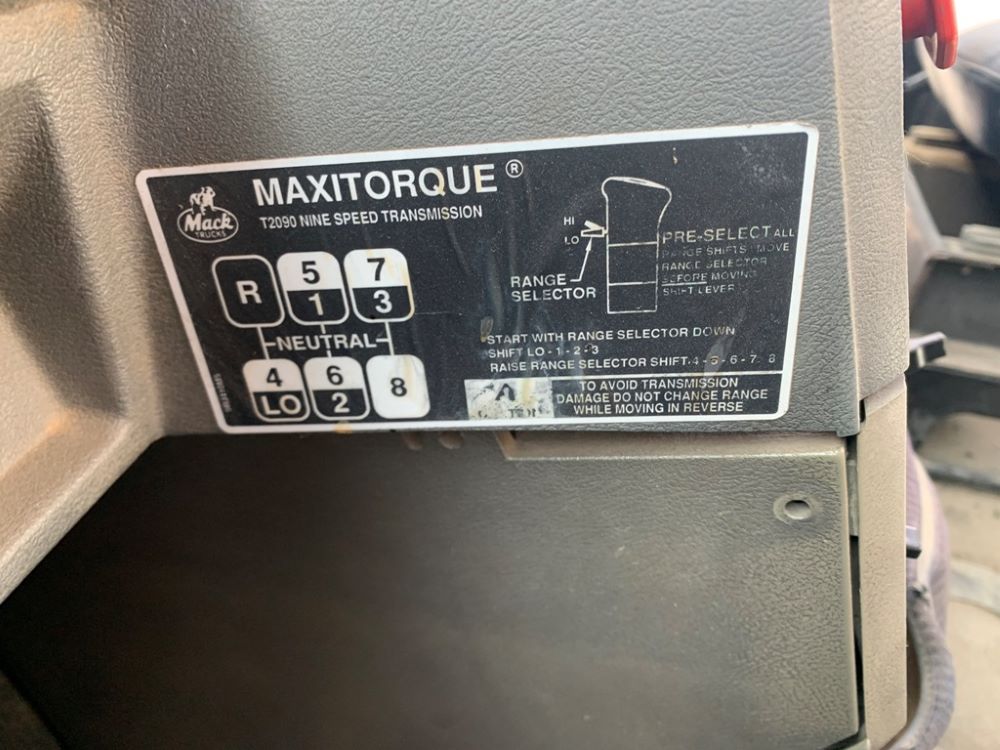 MAXITORQUE ®
T2090 NINE SPEED TRANSMISSION
Mack
TRUCKS
R 5 7
1 3
NEUTRAL
4 6 8
LO 2
HI
LO
RANGE
SELECTOR
PRE-SELECT ALL
RANGE SHIFTS MOVE
RANGE SELECTOR
BEFORE MOVING
SHIFT LEVER
START WITH RANGE SELECTOR DOWN
SHIFT LO - 1 - 2 - 3
RAISE RANGE SELECTOR SHIFT 4 - 5 - 6 - 7 - 8
TO AVOID TRANSMISSION
DAMAGE DO NOT CHANGE RANGE
WHILE MOVING IN REVERSE